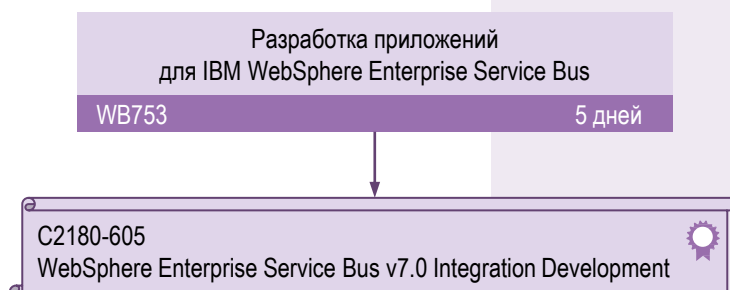 Разработка приложений
для IBM WebSphere Enterprise Service Bus
WB753 5 дней
C2180-605
WebSphere Enterprise Service Bus v7.0 Integration Development